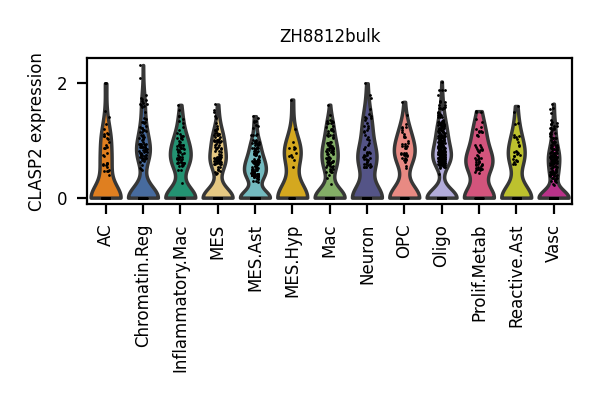 ZH8812bulk
CLASP2 expression
2
0
AC
Chromatin.Reg
Inflammatory.Mac
MES
MES.Ast
MES.Hyp
Mac
Neuron
OPC
Oligo
Prolif.Metab
Reactive.Ast
Vasc